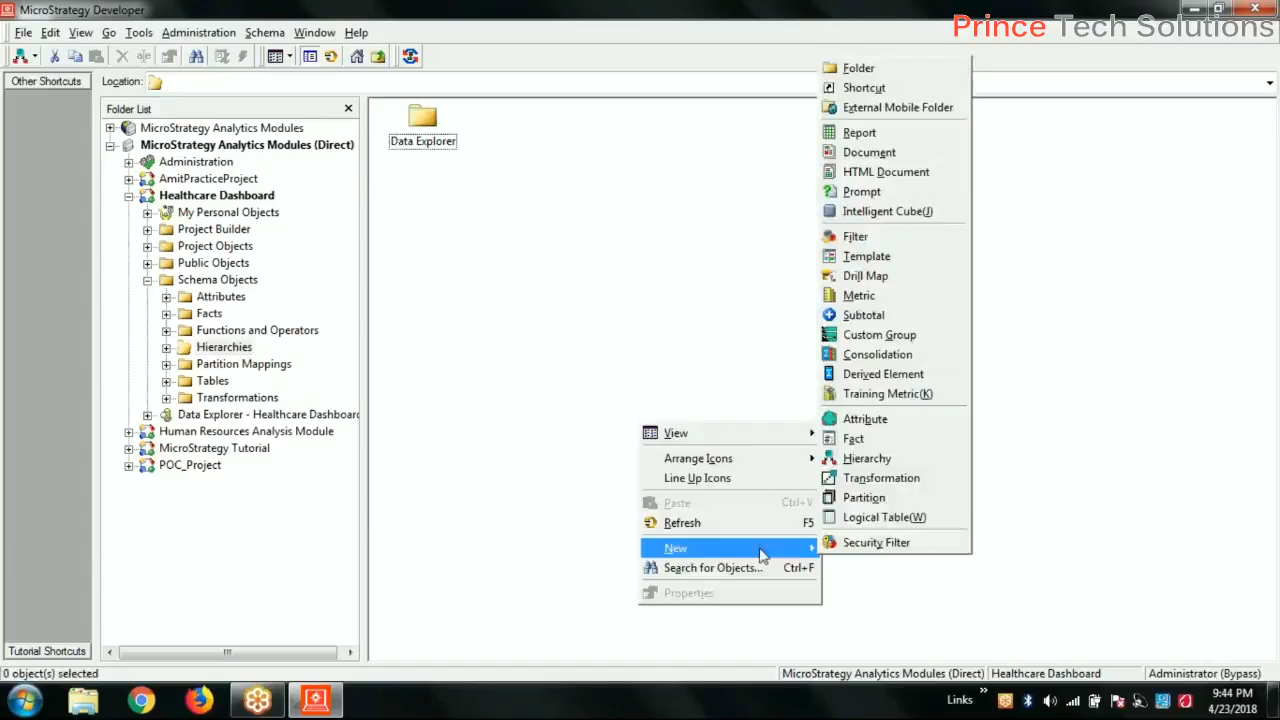 MicroStrategy Developer
Prince Tech Solutions
File Edit View Go Tools Administration Schema Window Help
Other Shortcuts
Location:
Folder List
MicroStrategy Analytics Modules
MicroStrategy Analytics Modules (Direct)
Administration
AmitPracticeProject
Healthcare Dashboard
My Personal Objects
Project Builder
Project Objects
Public Objects
Schema Objects
Attributes
Facts
Functions and Operators
Hierarchies
Partition Mappings
Tables
Transformations
Data Explorer - Healthcare Dashboard
Human Resources Analysis Module
MicroStrategy Tutorial
POC_Project
Tutorial Shortcuts
Data Explorer
View
Arrange Icons
Line Up Icons
Paste Ctrl+V
Refresh F5
New
Search for Objects... Ctrl+F
Properties
Folder
Shortcut
External Mobile Folder
Report
Document
HTML Document
Prompt
Intelligent Cube(J)
Filter
Template
Drill Map
Metric
Subtotal
Custom Group
Consolidation
Derived Element
Training Metric(K)
Attribute
Fact
Hierarchy
Transformation
Partition
Logical Table(W)
Security Filter
0 object(s) selected
MicroStrategy Analytics Modules (Direct) Healthcare Dashboard Administrator (Bypass)
Links
9:44 PM
4/23/2018